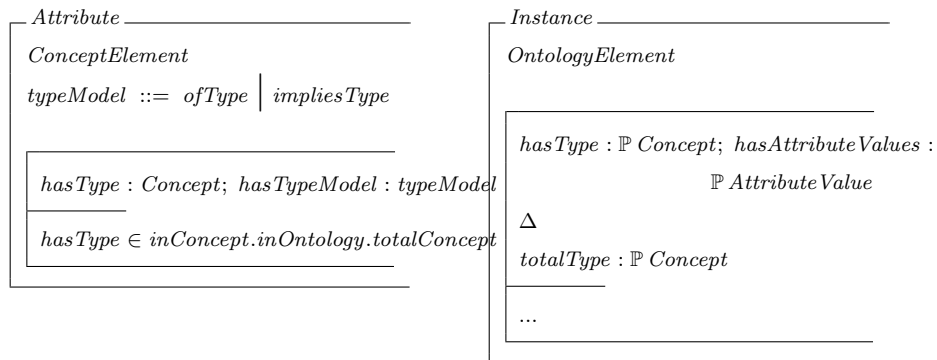 Attribute
ConceptElement
typeModel ::= ofType | impliesType
hasType : Concept; hasTypeModel : typeModel
hasType ∈ inConcept.inOntology.totalConcept
Instance
OntologyElement
hasType : ℙ Concept; hasAttributeValues :
ℙ AttributeValue
Δ
totalType : ℙ Concept
...